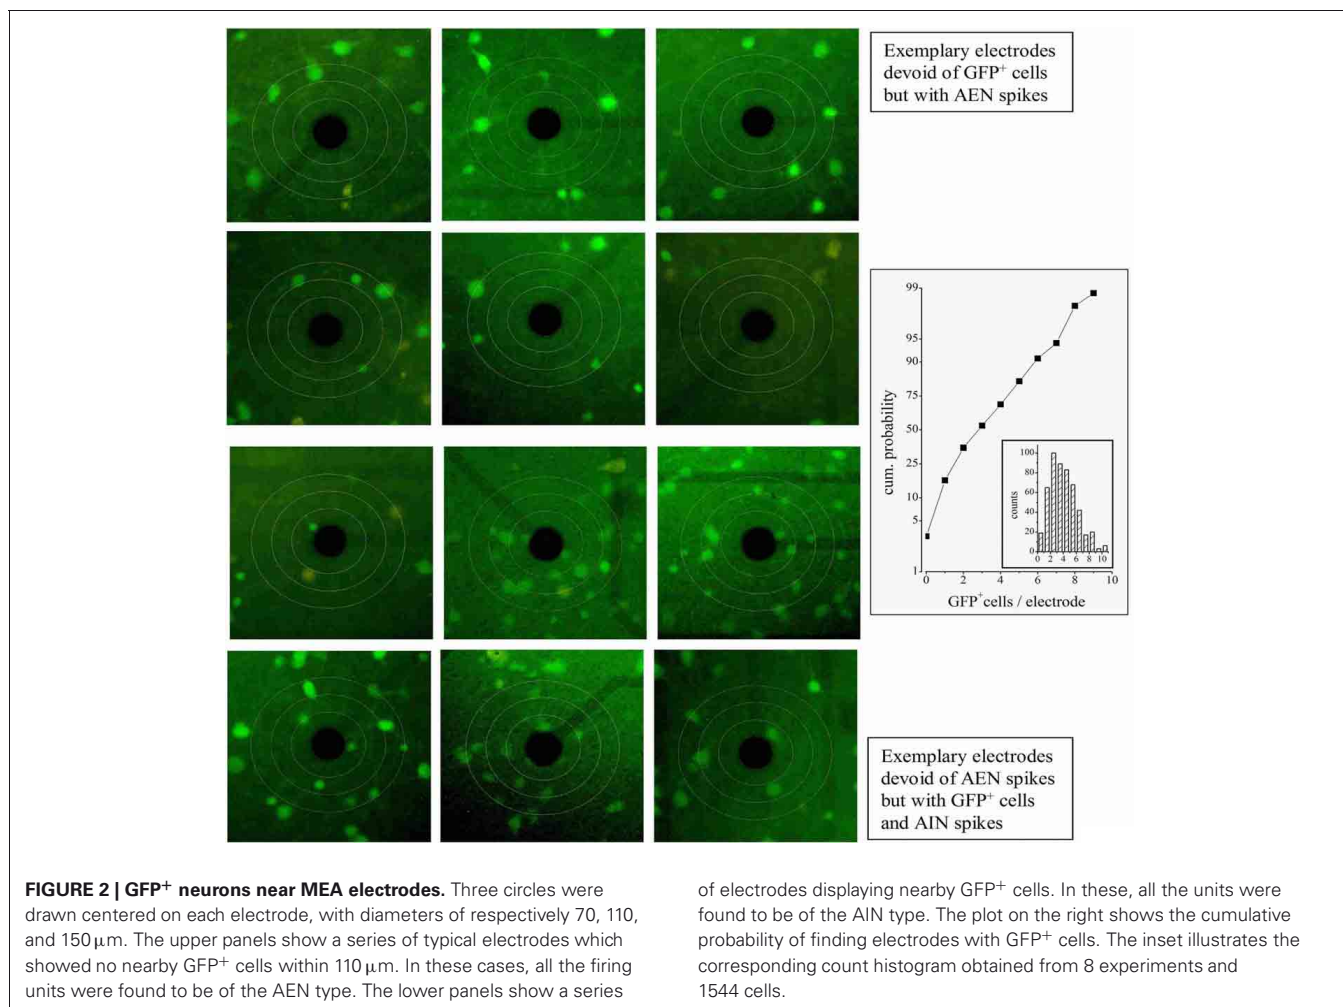 Exemplary electrodes
devoid of GFP+ cells
but with AEN spikes
99
95
90
75
50
25
10
5
1
cum. probability
0 2 4 6 8 10
GFP+cells / electrode
100
80
60
40
20
0
counts
0 2 4 6 8 10
Exemplary electrodes
devoid of AEN spikes
but with GFP+ cells
and AIN spikes
FIGURE 2 | GFP+ neurons near MEA electrodes. Three circles were
drawn centered on each electrode, with diameters of respectively 70, 110,
and 150 μm. The upper panels show a series of typical electrodes which
showed no nearby GFP+ cells within 110 μm. In these cases, all the firing
units were found to be of the AEN type. The lower panels show a series
of electrodes displaying nearby GFP+ cells. In these, all the units were
found to be of the AIN type. The plot on the right shows the cumulative
probability of finding electrodes with GFP+ cells. The inset illustrates the
corresponding count histogram obtained from 8 experiments and
1544 cells.